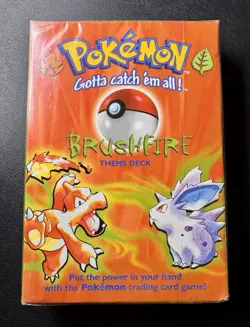 POKéMON
Gotta catch 'em all!™
BRUSHFIRE
THEME DECK
Put the power in your hand
with the Pokémon trading card game!